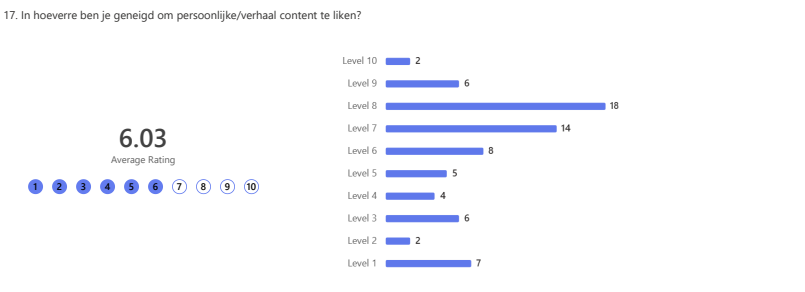 17. In hoeverre ben je geneigd om persoonlijke/verhaal content te liken?
6.03
Average Rating
1 2 3 4 5 6 7 8 9 10
Level 10 2
Level 9 6
Level 8 18
Level 7 14
Level 6 8
Level 5 5
Level 4 4
Level 3 6
Level 2 2
Level 1 7